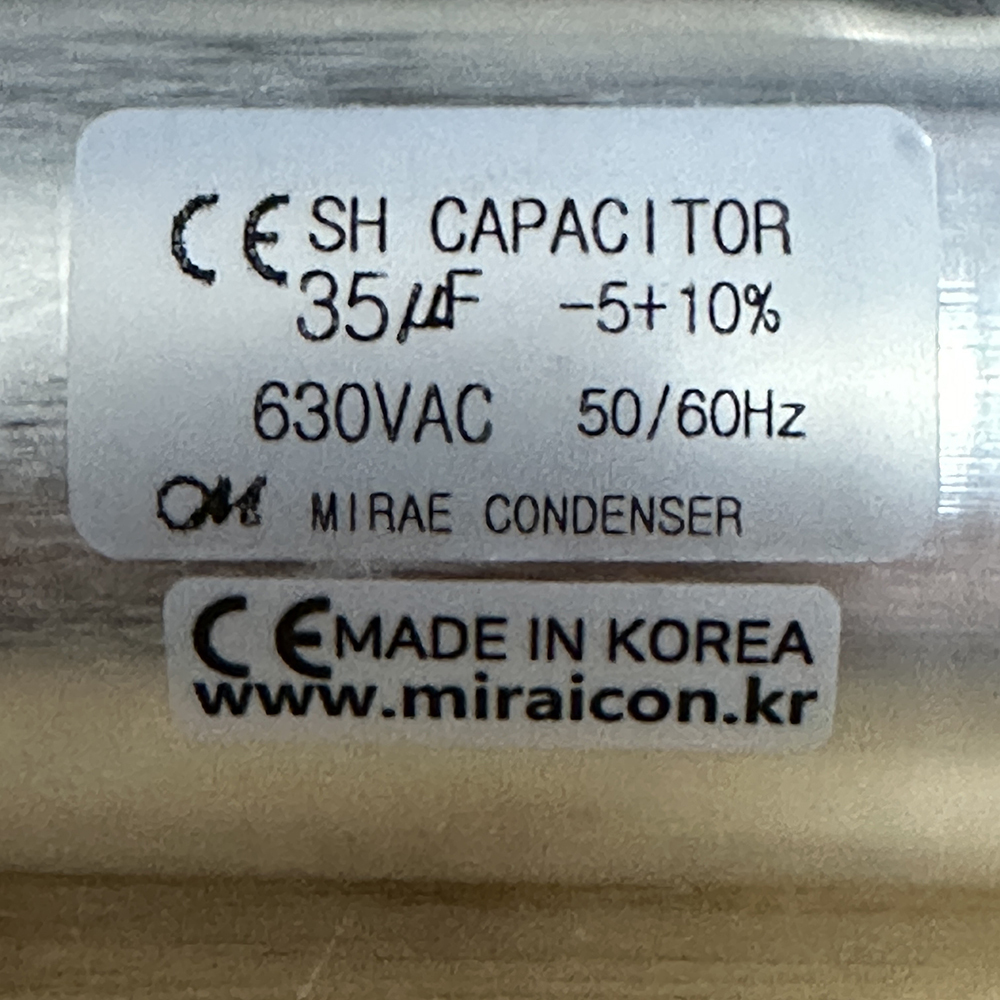 CE SH CAPACITOR
35μF -5+10%
630VAC 50/60Hz
MIRAE CONDENSER
CE MADE IN KOREA
www.miraicon.kr